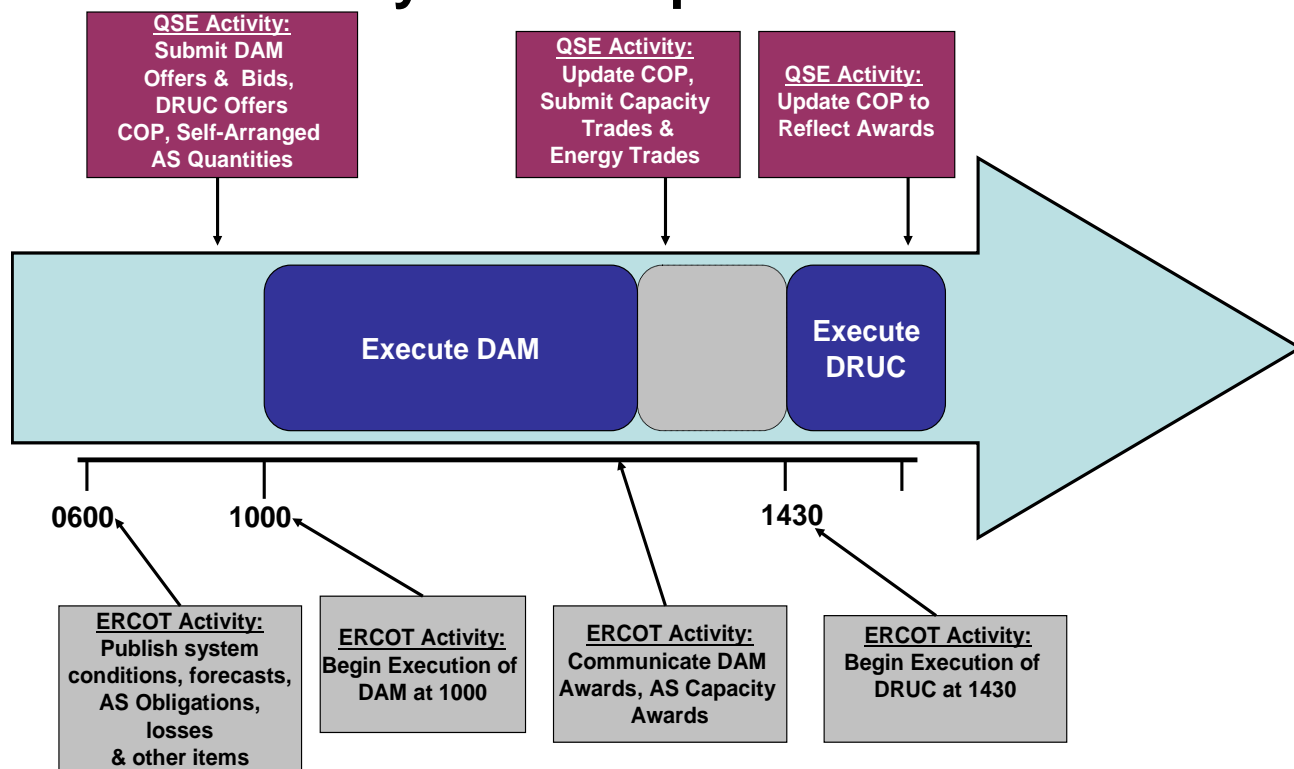 QSE Activity:
Submit DAM
Offers & Bids,
DRUC Offers
COP, Self-Arranged
AS Quantities
QSE Activity:
Update COP,
Submit Capacity
Trades &
Energy Trades
QSE Activity:
Update COP to
Reflect Awards
Execute DAM
Execute
DRUC
0600
1000
1430
ERCOT Activity:
Publish system
conditions, forecasts,
AS Obligations,
losses
& other items
ERCOT Activity:
Begin Execution of
DAM at 1000
ERCOT Activity:
Communicate DAM
Awards, AS Capacity
Awards
ERCOT Activity:
Begin Execution of
DRUC at 1430